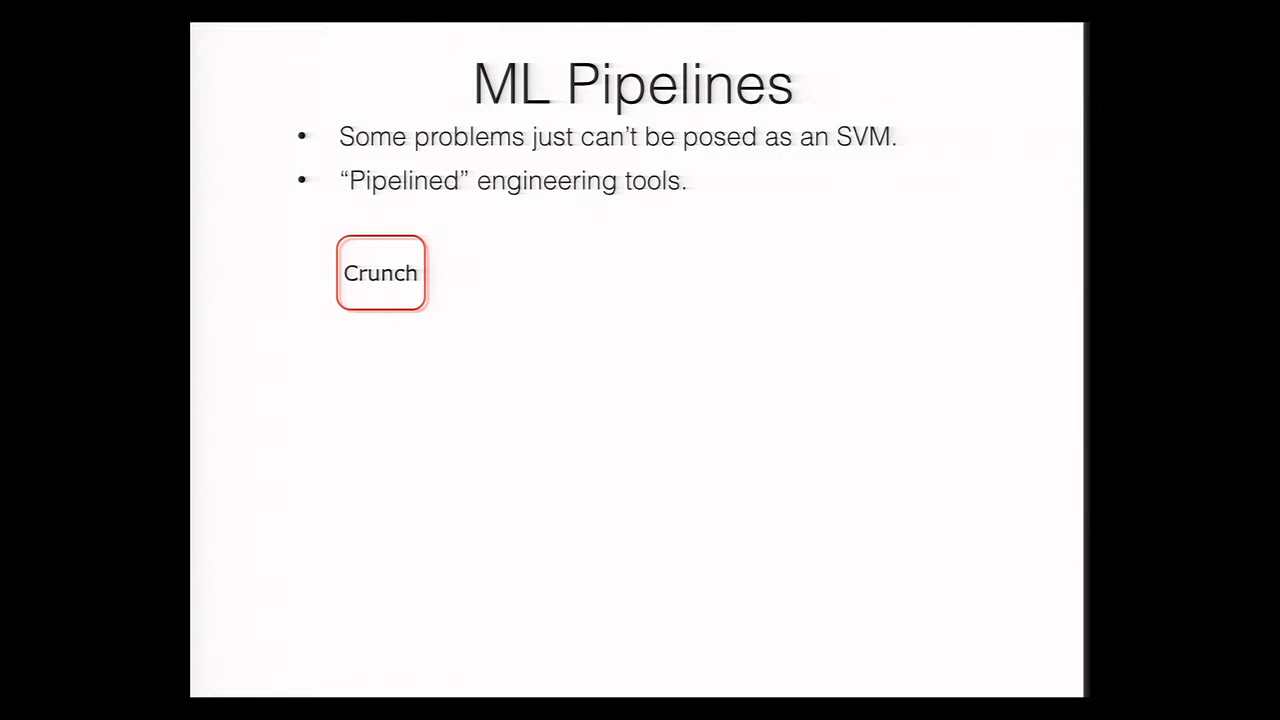 ML Pipelines
• Some problems just can’t be posed as an SVM.
• “Pipelined” engineering tools.
Crunch